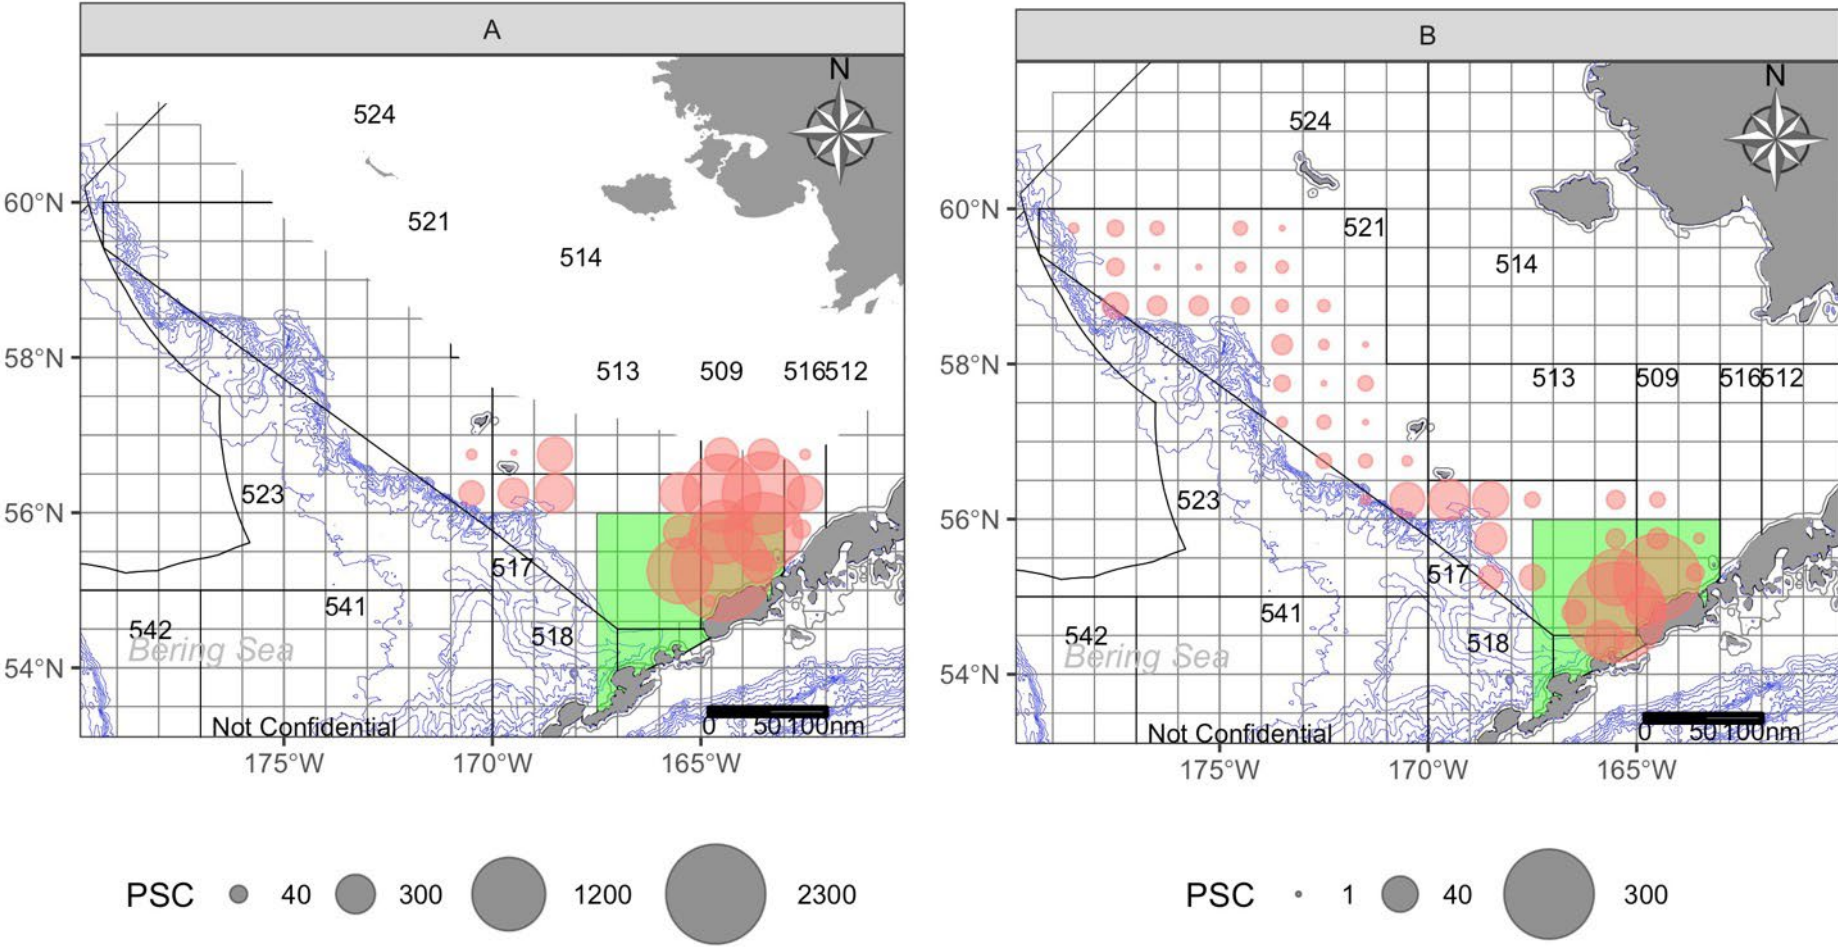 A
N
524
60°N
521
514
58°N
513 509 516512
56°N
523
517
541
542
518
Bering Sea
54°N
0 50100nm
Not Confidential
175°W 170°W 165°W
PSC 40 300 1200 2300
B
N
524
60°N
521
514
58°N
513 509 516512
56°N
523
517
541
542
518
Bering Sea
54°N
0 50100nm
Not Confidential
175°W 170°W 165°W
PSC 1 40 300